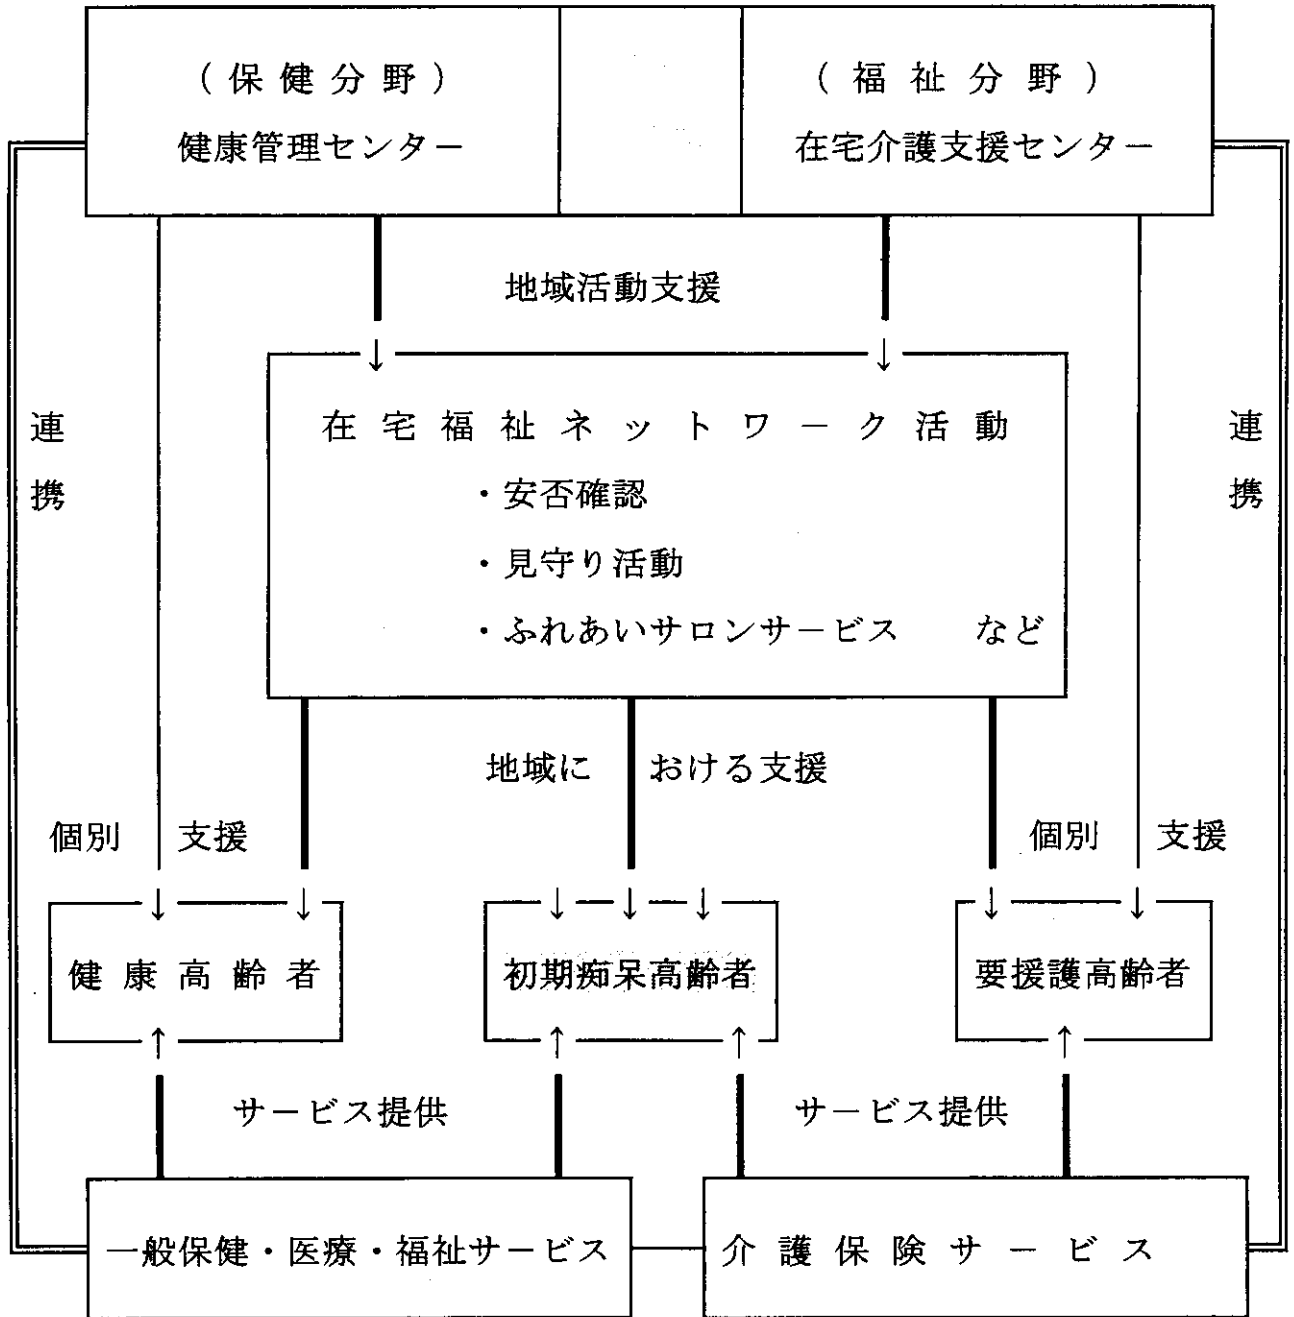 (保健分野)
健康管理センター
(福祉分野)
在宅介護支援センター
地域活動支援
連携
連携
在宅福祉ネットワーク活動
・安否確認
・見守り活動
・ふれあいサロンサービス など
地域における支援
個別支援
個別支援
健康高齢者
初期痴呆高齢者
要援護高齢者
サービス提供
サービス提供
一般保健・医療・福祉サービス
介護保険サービス